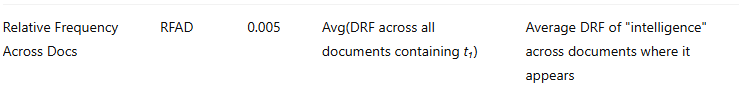 Relative Frequency Across Docs RFAD 0.005 Avg(DRF across all documents containing t₁) Average DRF of "intelligence" across documents where it appears